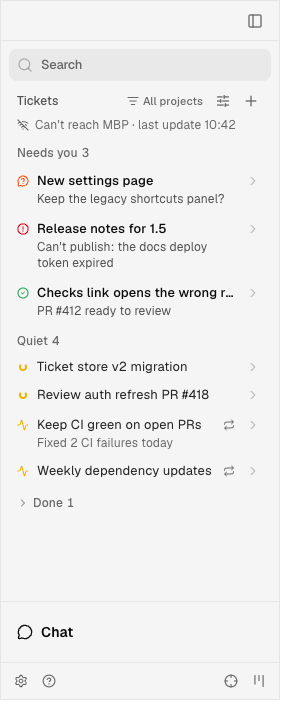 Search
Tickets
All projects
Can't reach MBP · last update 10:42
Needs you 3
New settings page
Keep the legacy shortcuts panel?
Release notes for 1.5
Can't publish: the docs deploy
token expired
Checks link opens the wrong r...
PR #412 ready to review
Quiet 4
Ticket store v2 migration
Review auth refresh PR #418
Keep CI green on open PRs
Fixed 2 CI failures today
Weekly dependency updates
Done 1
Chat